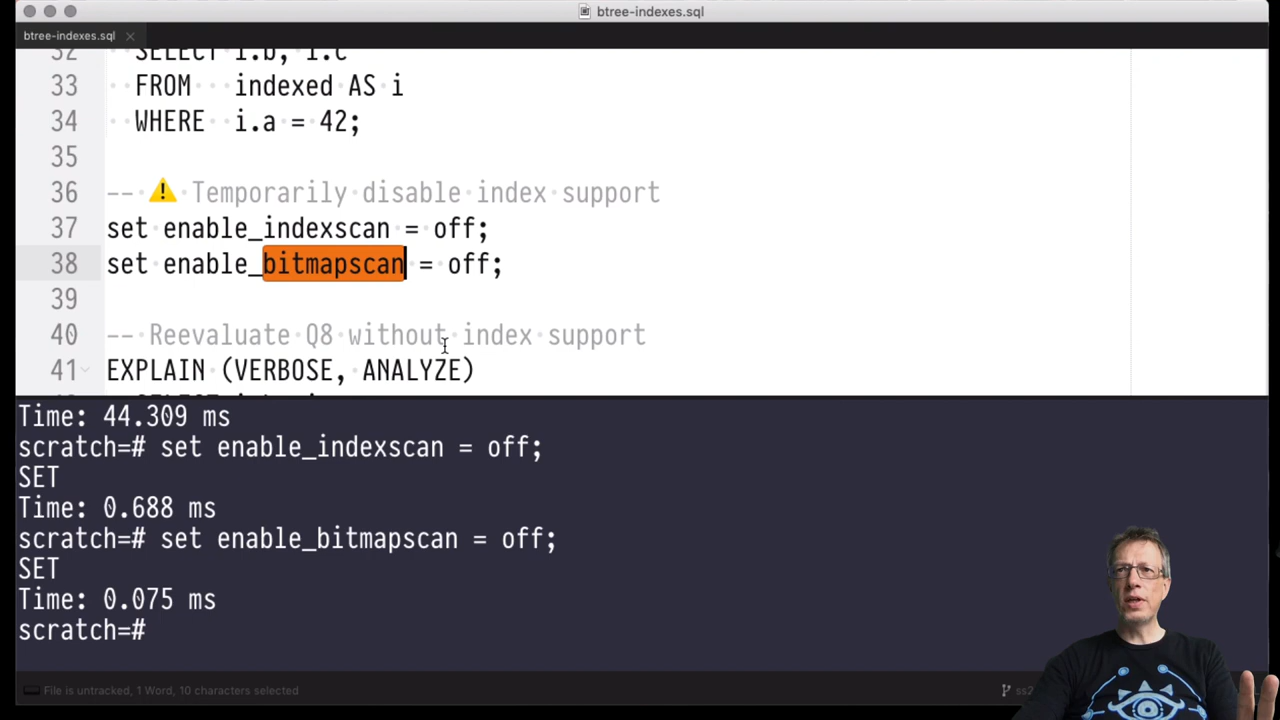 btree-indexes.sql
btree-indexes.sql ×
32 SELECT i.b, i.c
33 FROM indexed AS i
34 WHERE i.a = 42;
35
36 -- ⚠️ Temporarily disable index support
37 set enable_indexscan = off;
38 set enable_bitmapscan = off;
39
40 -- Reevaluate Q8 without index support
41 EXPLAIN (VERBOSE, ANALYZE)
Time: 44.309 ms
scratch=# set enable_indexscan = off;
SET
Time: 0.688 ms
scratch=# set enable_bitmapscan = off;
SET
Time: 0.075 ms
scratch=#
File is untracked, 1 Word, 10 characters selected
ss2